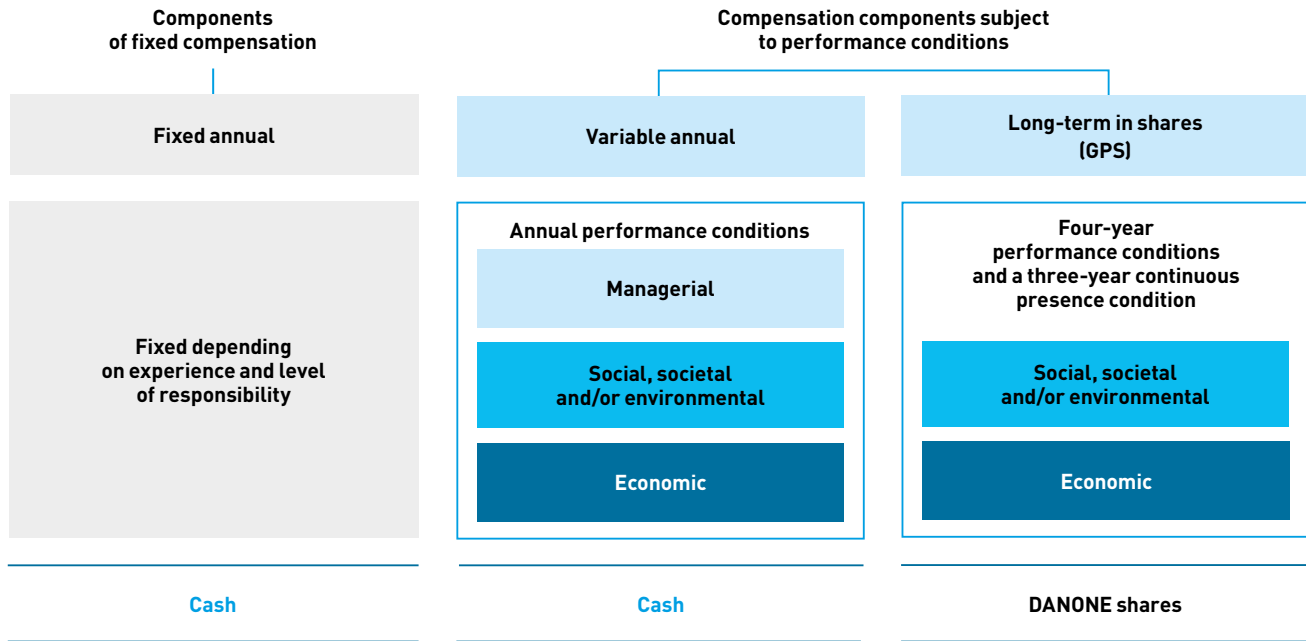 Components
of fixed compensation
Compensation components subject
to performance conditions
Fixed annual
Variable annual
Long-term in shares
(GPS)
Fixed depending
on experience and level
of responsibility
Annual performance conditions
Managerial
Social, societal
and/or environmental
Economic
Four-year
performance conditions
and a three-year continuous
presence condition
Social, societal
and/or environmental
Economic
Cash
Cash
DANONE shares